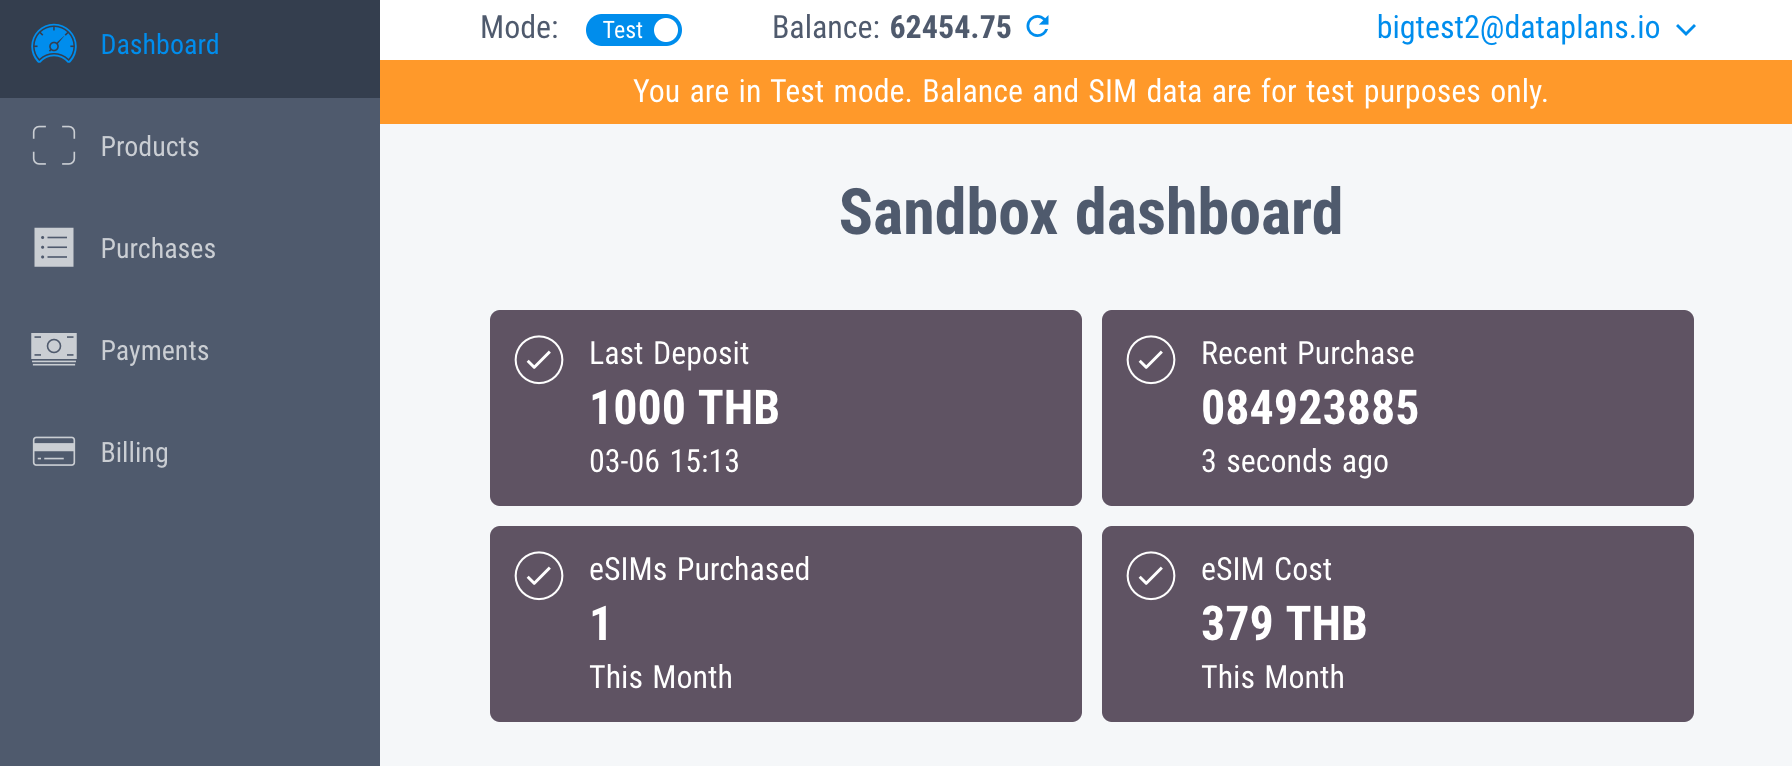 Dashboard
Products
Purchases
Payments
Billing
Mode: Test Balance: 62454.75 bigtest2@dataplans.io
You are in Test mode. Balance and SIM data are for test purposes only.
Sandbox dashboard
Last Deposit
1000 THB
03-06 15:13
Recent Purchase
084923885
3 seconds ago
eSIMs Purchased
1
This Month
eSIM Cost
379 THB
This Month